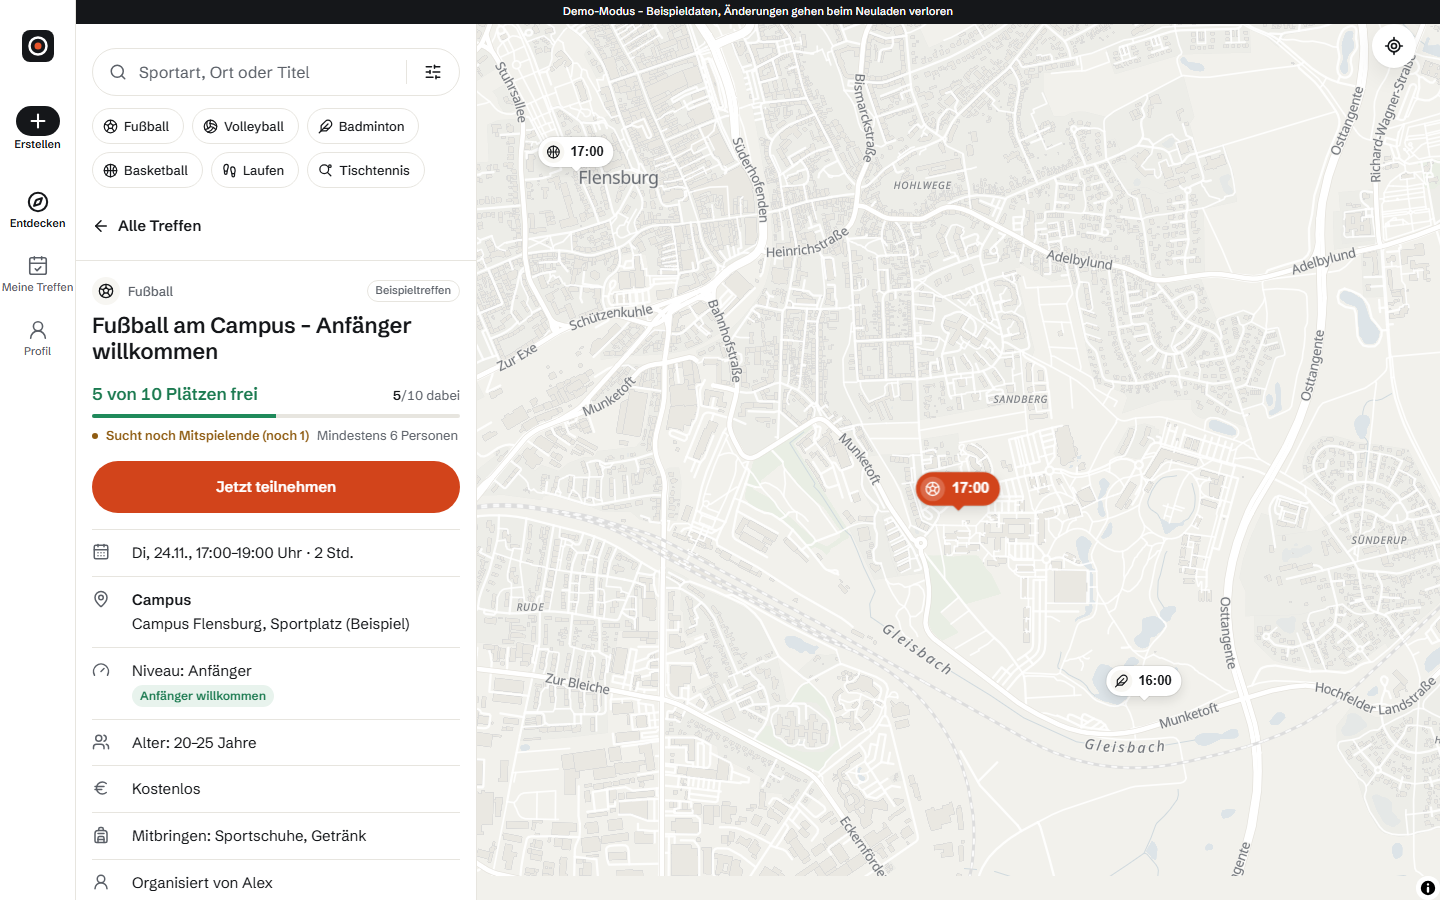 Demo-Modus – Beispieldaten, Änderungen gehen beim Neuladen verloren
Erstellen
Entdecken
Meine Treffen
Profil
Sportart, Ort oder Titel
Fußball
Volleyball
Badminton
Basketball
Laufen
Tischtennis
Alle Treffen
Fußball
Beispieltreffen
Fußball am Campus – Anfänger
willkommen
5 von 10 Plätzen frei
5/10 dabei
Sucht noch Mitspielende (noch 1)
Mindestens 6 Personen
Jetzt teilnehmen
Di, 24.11., 17:00–19:00 Uhr · 2 Std.
Campus
Campus Flensburg, Sportplatz (Beispiel)
Niveau: Anfänger
Anfänger willkommen
Alter: 20–25 Jahre
Kostenlos
Mitbringen: Sportschuhe, Getränk
Organisiert von Alex
Stuhrsallee
Bismarckstraße
Osttangente
Richard-Wagner-Straße
17:00
Flensburg
Süderhofenden
HOHLWEGE
Heinrichstraße
Adelbylund
Adelbylund
Schützenkuhle
Bahnhofstraße
Zur Exe
Munketoft
Osttangente
SANDBERG
Munketoft
17:00
SÜNDERUP
RUDE
Osttangente
Gleisbach
Zur Bleiche
16:00
Hochfelder Landstraße
Munketoft
Gleisbach
Eckernförde
gente